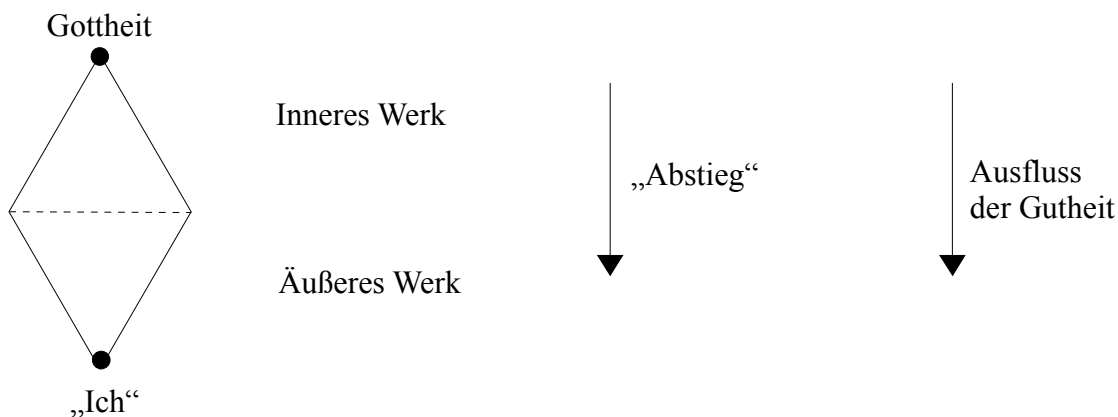 Gottheit
Inneres Werk
„Abstieg“
Ausfluss
der Gutheit
Äußeres Werk
„Ich“